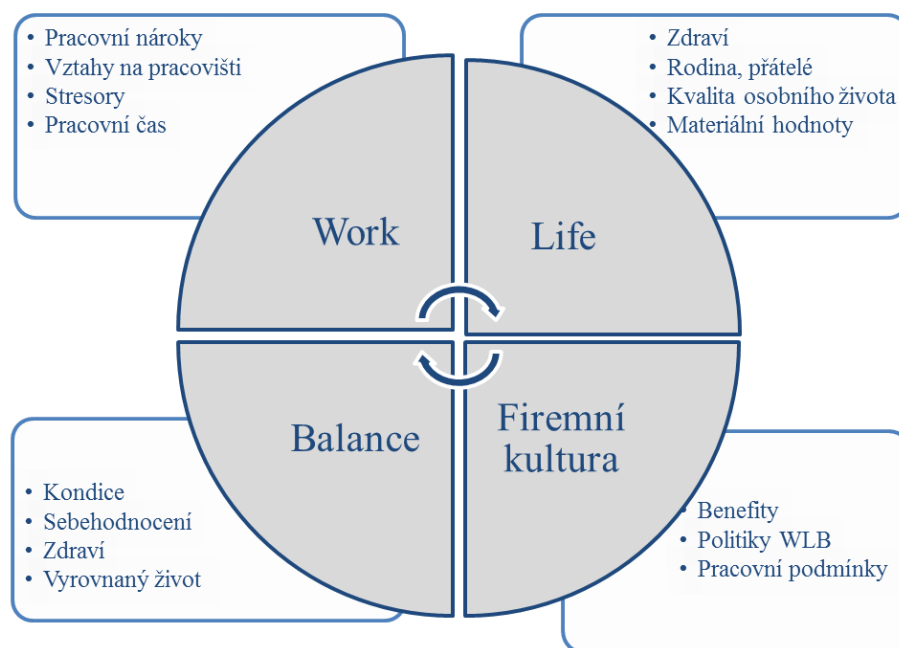 • Pracovní nároky
• Vztahy na pracovišti
• Stresory
• Pracovní čas
• Zdraví
• Rodina, přátelé
• Kvalita osobního života
• Materiální hodnoty
Work
Life
Balance
Firemní
kultura
• Kondice
• Sebehodnocení
• Zdraví
• Vyrovnaný život
• Benefity
• Politiky WLB
• Pracovní podmínky